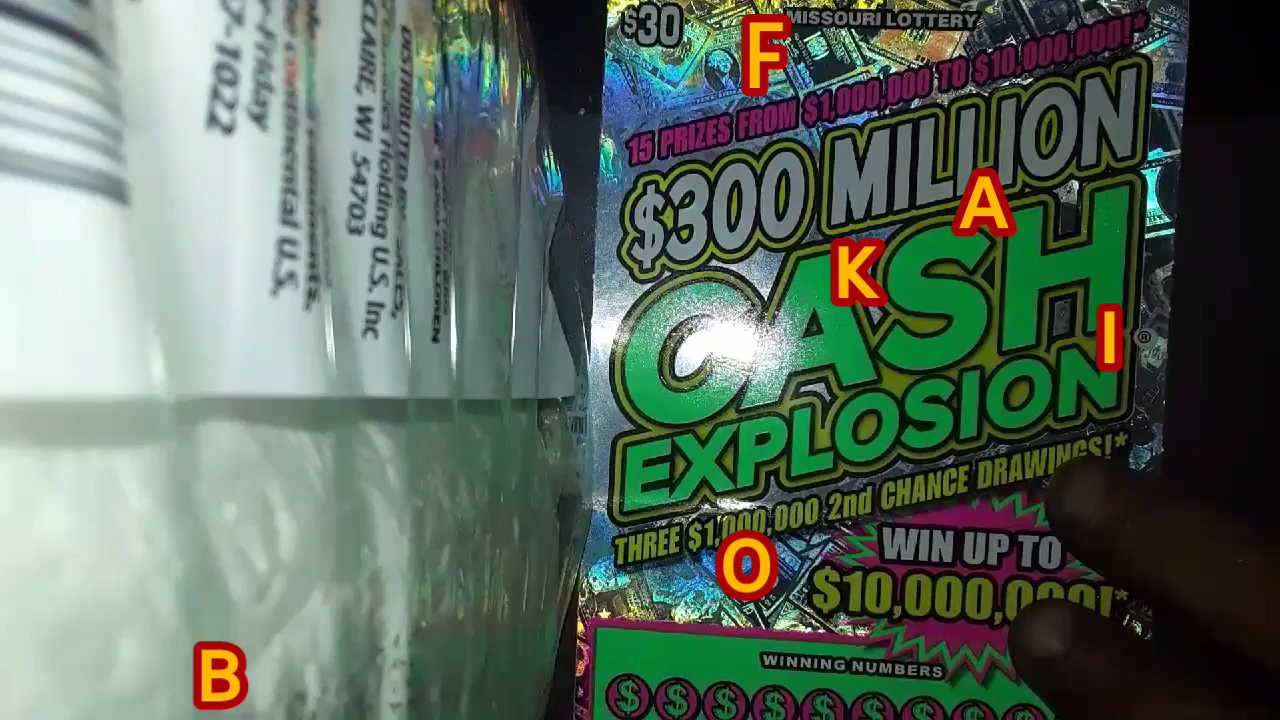 7-1022
y-Friday
continental U.S.
DISTRIBUTED BY
Holding U.S. Inc
CLAIRE, WI 54703
$30
MISSOURI LOTTERY
15 PRIZES FROM $1,000,000 TO $10,000,000!*
$300 MILLION
CASH
EXPLOSION
®
THREE $1,000,000 2nd CHANCE DRAWINGS!*
WIN UP TO
$10,000,000!*
WINNING NUMBERS
$ $ $ $ $ $ $ $ $
F
A
K
I
O
B